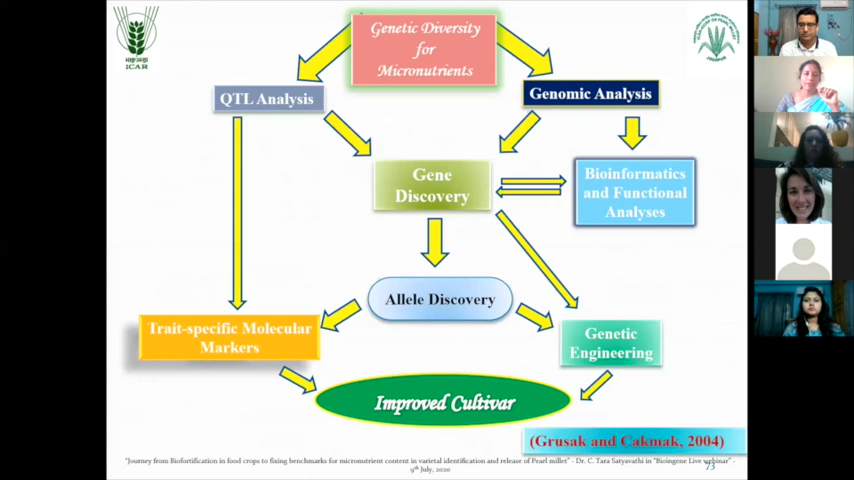 Genetic Diversity
for
Micronutrients
ICAR
QTL Analysis
Genomic Analysis
Gene
Discovery
Bioinformatics
and Functional
Analyses
Allele Discovery
Trait-specific Molecular
Markers
Genetic
Engineering
Improved Cultivar
(Grusak and Cakmak, 2004)
"Journey from Biofortification in food crops to fixing benchmarks for micronutrient content in varietal identification and release of Pearl millet" - Dr. C. Tara Satyavathi in "Bioingene Live webinar" -
9th July, 2020
73